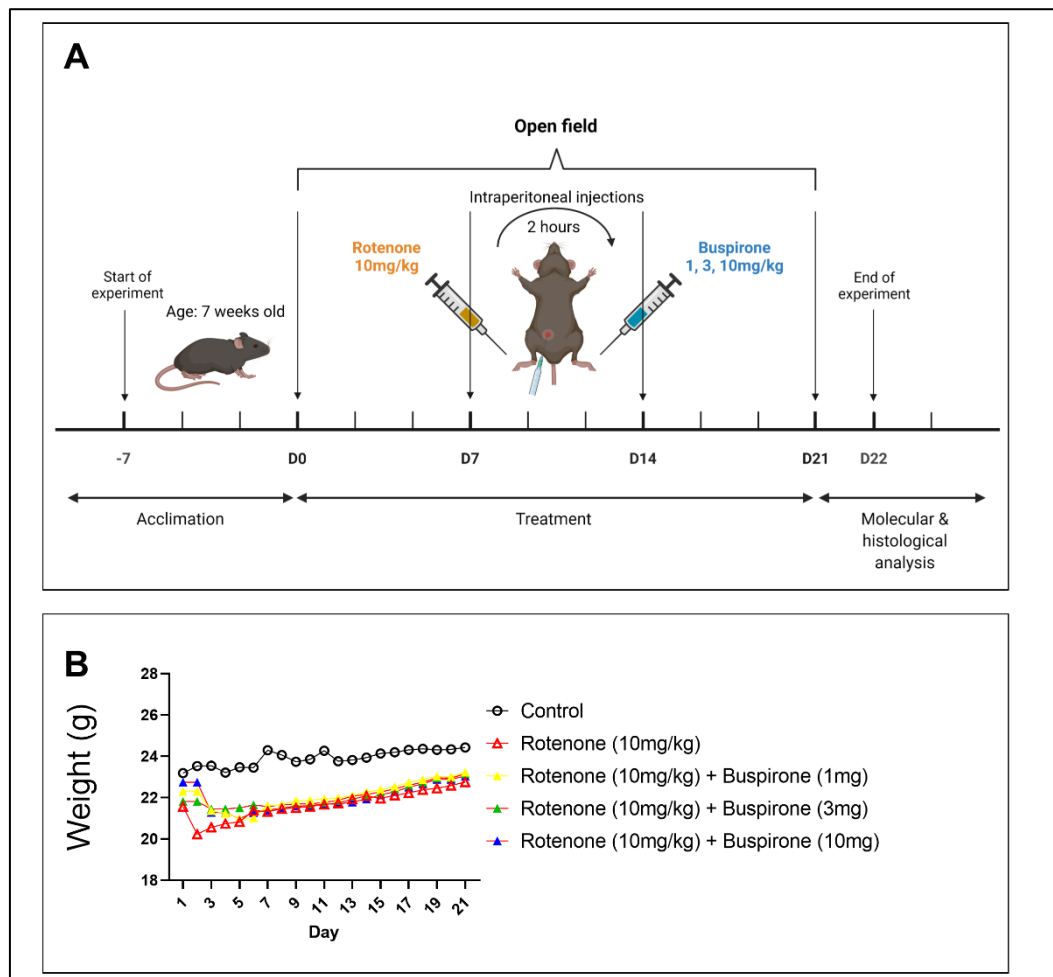 A
Open field
Intraperitoneal injections
2 hours
Rotenone
10mg/kg
Buspirone
1, 3, 10mg/kg
Start of
experiment
Age: 7 weeks old
End of
experiment
-7
D0
D7
D14
D21
D22
Acclimation
Treatment
Molecular &
histological
analysis
B
Weight (g)
28
26
24
22
20
18
1
3
5
7
9
11
13
15
17
19
21
Day
Control
Rotenone (10mg/kg)
Rotenone (10mg/kg) + Buspirone (1mg)
Rotenone (10mg/kg) + Buspirone (3mg)
Rotenone (10mg/kg) + Buspirone (10mg)